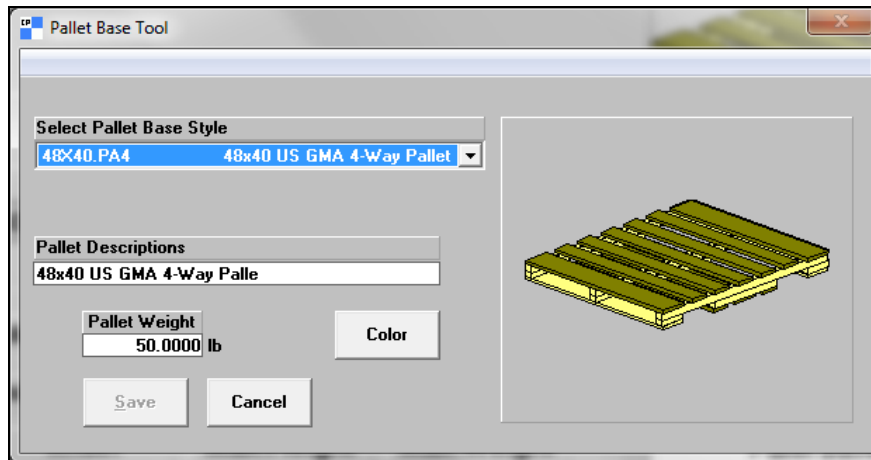 CP Pallet Base Tool
X
Select Pallet Base Style
48X40.PA4 48x40 US GMA 4-Way Pallet
Pallet Descriptions
48x40 US GMA 4-Way Palle
Pallet Weight
50.0000 lb
Color
Save
Cancel